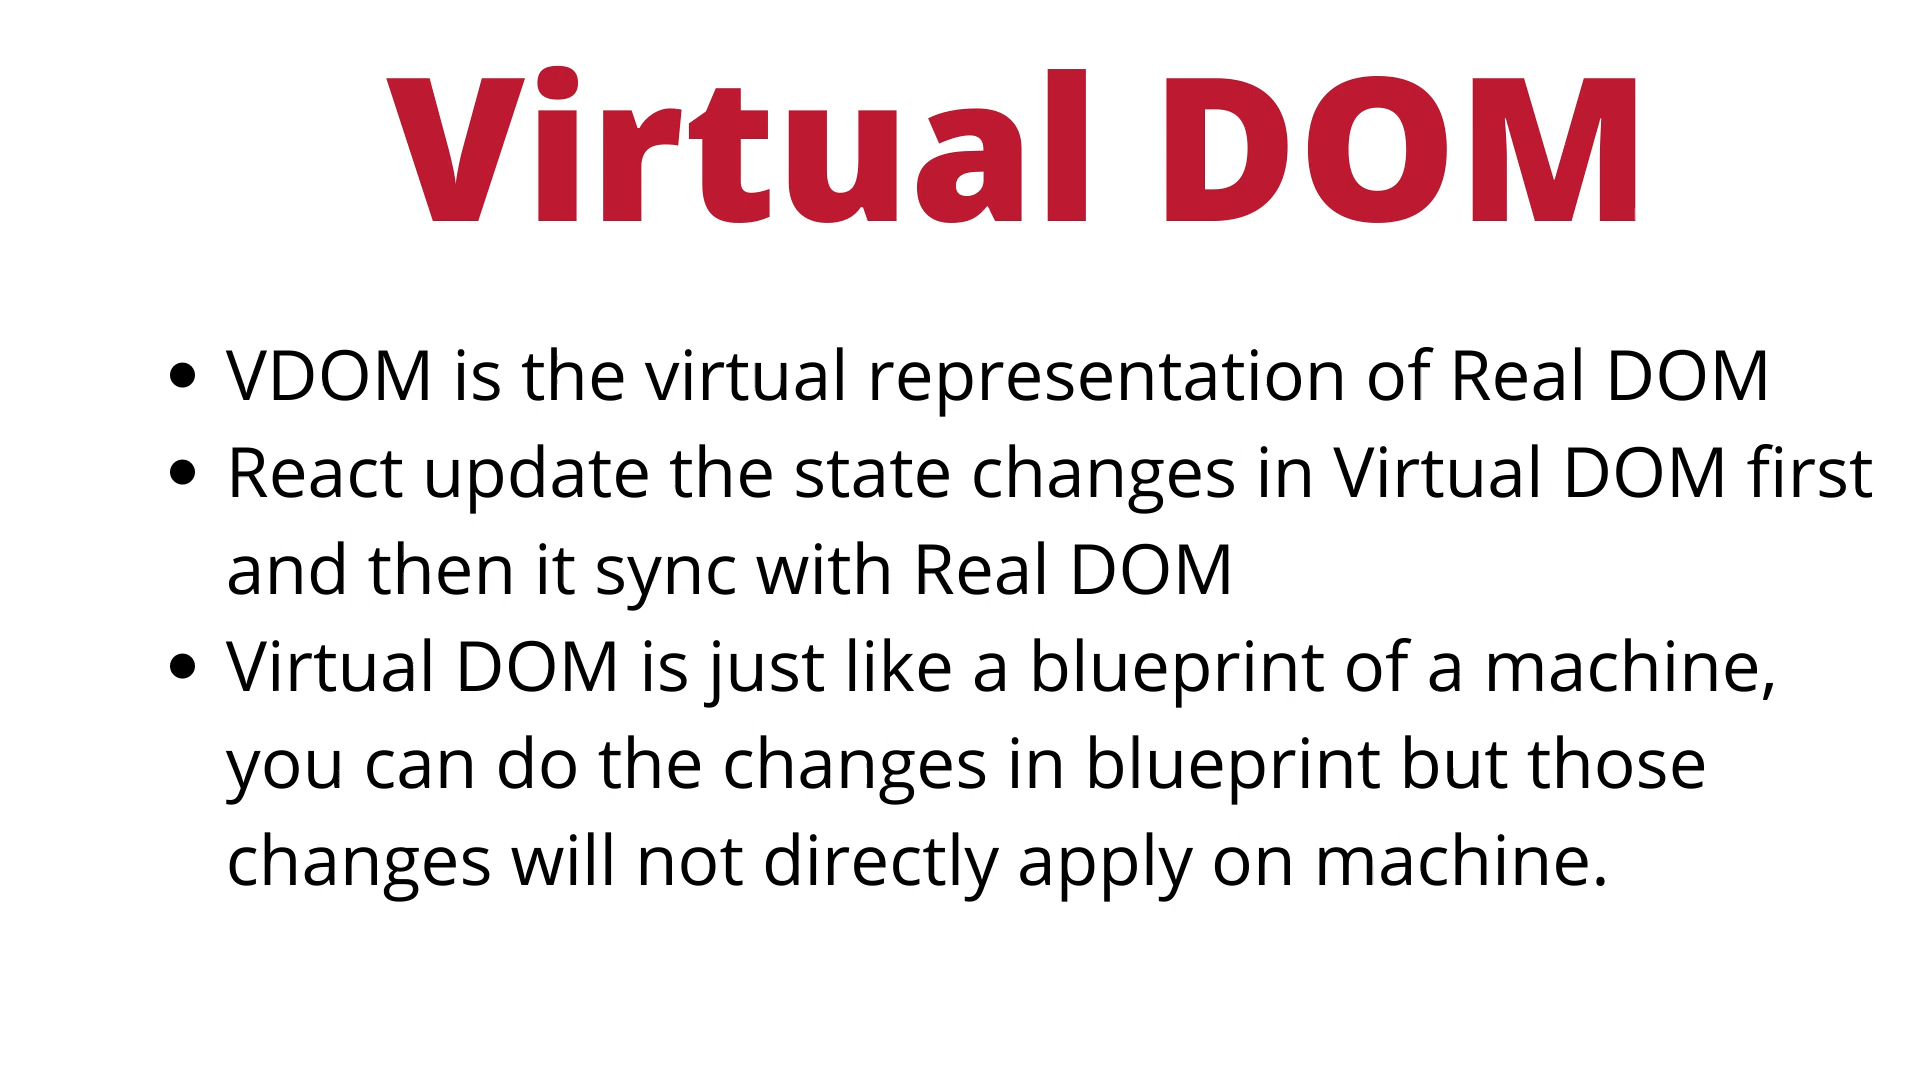 Virtual DOM
• VDOM is the virtual representation of Real DOM
• React update the state changes in Virtual DOM first
and then it sync with Real DOM
• Virtual DOM is just like a blueprint of a machine,
you can do the changes in blueprint but those
changes will not directly apply on machine.